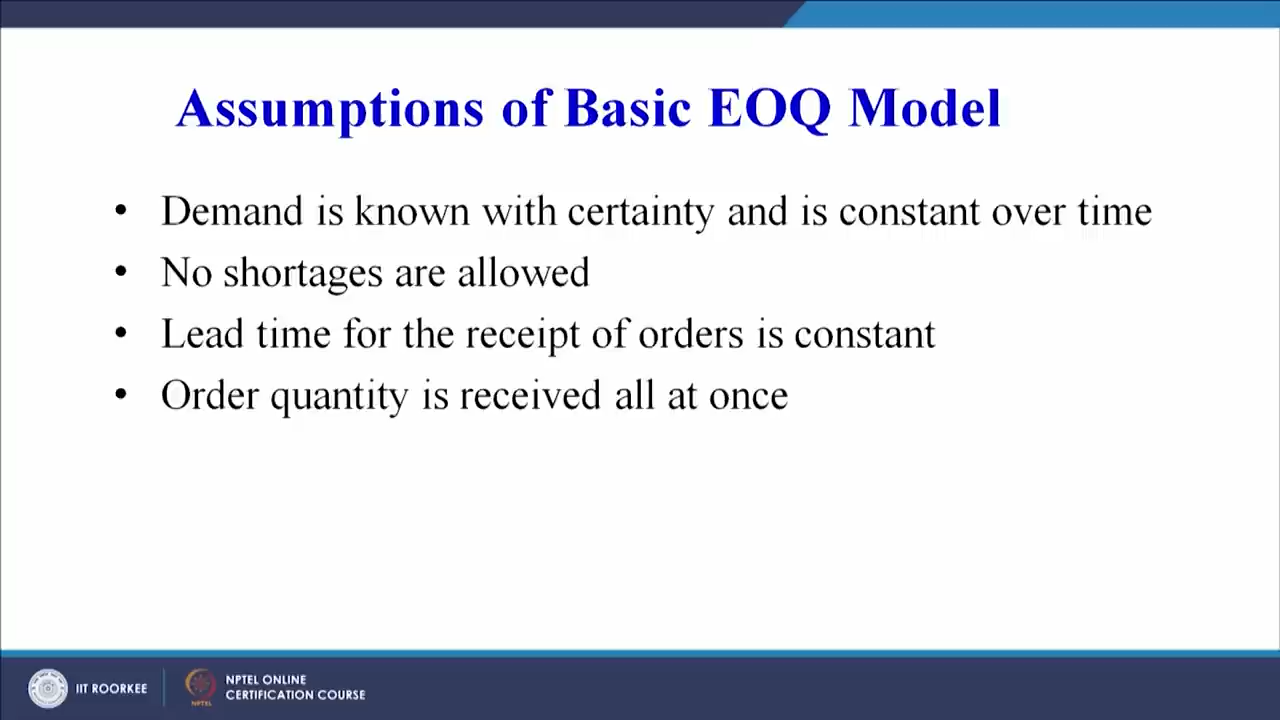 Assumptions of Basic EOQ Model
• Demand is known with certainty and is constant over time
• No shortages are allowed
• Lead time for the receipt of orders is constant
• Order quantity is received all at once
IIT ROORKEE
NPTEL
NPTEL ONLINE
CERTIFICATION COURSE